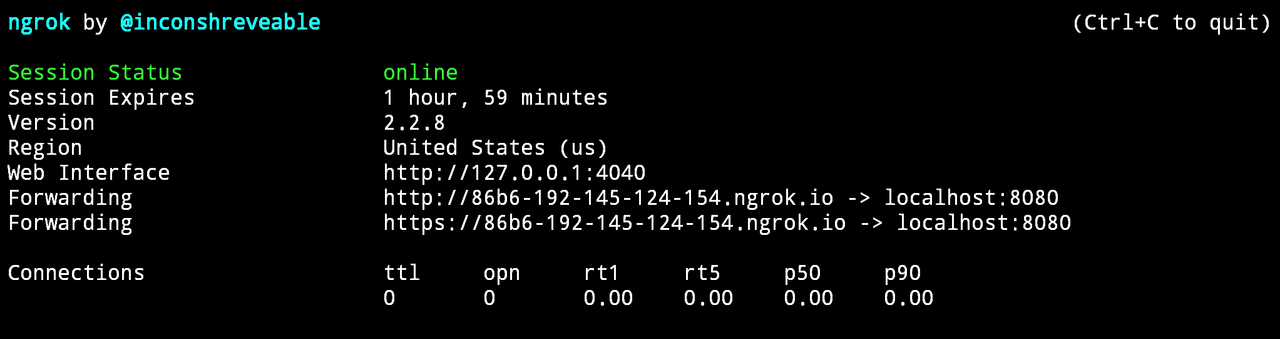 ngrok by @inconshreveable (Ctrl+C to quit)
Session Status online
Session Expires 1 hour, 59 minutes
Version 2.2.8
Region United States (us)
Web Interface http://127.0.0.1:4040
Forwarding http://86b6-192-145-124-154.ngrok.io -> localhost:8080
Forwarding https://86b6-192-145-124-154.ngrok.io -> localhost:8080
Connections ttl opn rt1 rt5 p50 p90
0 0 0.00 0.00 0.00 0.00